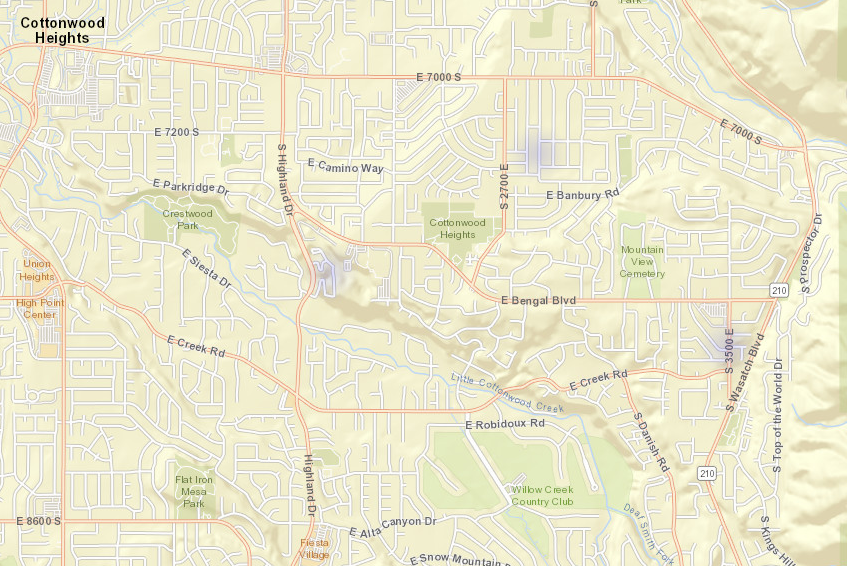 S
Park
Cottonwood
Heights
E 7000 S
E 7000 S
E 7200 S
S Highland Dr
E Camino Way
S 2700 E
E Parkridge Dr
E Banbury Rd
Crestwood
Park
Cottonwood
Heights
S Prospector Dr
Mountain
View
Cemetery
E Siesta Dr
Union
Heights
210
High Point
Center
E Bengal Blvd
S 3500 E
S Wasatch Blvd
E Creek Rd
Little Cottonwood Creek
E Creek Rd
S Top of the World Dr
E Robidoux Rd
S Danish Rd
Highland Dr
210
Flat Iron
Mesa
Park
Willow Creek
Country Club
E 8600 S
E Alta Canyon Dr
Dear Smith Fork
S Kings Hill
Fiesta
Village
E Snow Mountain